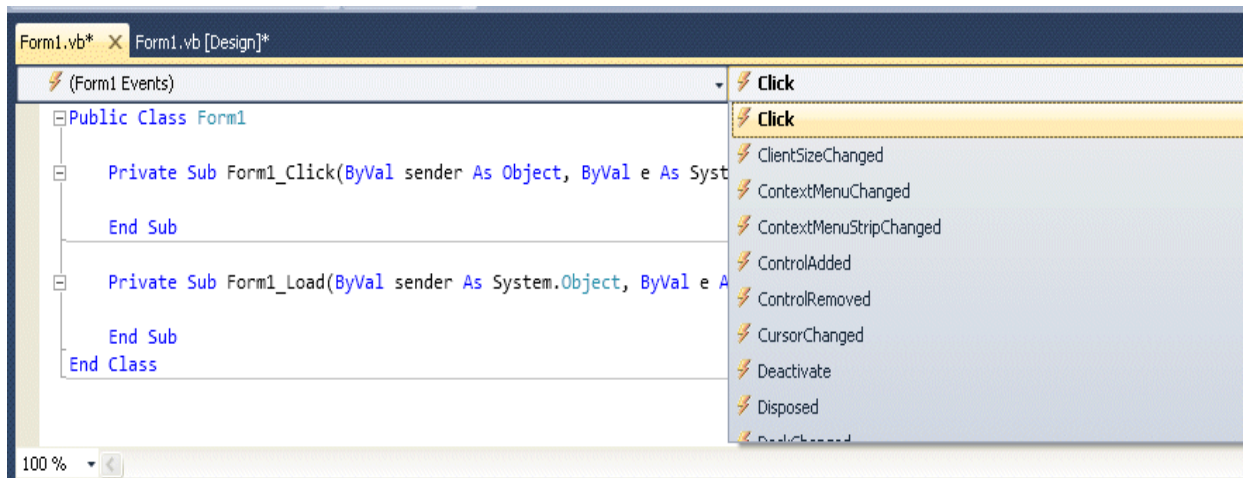 Form1.vb* X Form1.vb [Design]*
(Form1 Events)
Click
Public Class Form1
Private Sub Form1_Click(ByVal sender As Object, ByVal e As Syst
End Sub
Private Sub Form1_Load(ByVal sender As System.Object, ByVal e A
End Sub
End Class
Click
ClientSizeChanged
ContextMenuChanged
ContextMenuStripChanged
ControlAdded
ControlRemoved
CursorChanged
Deactivate
Disposed
DockChanged
100 %